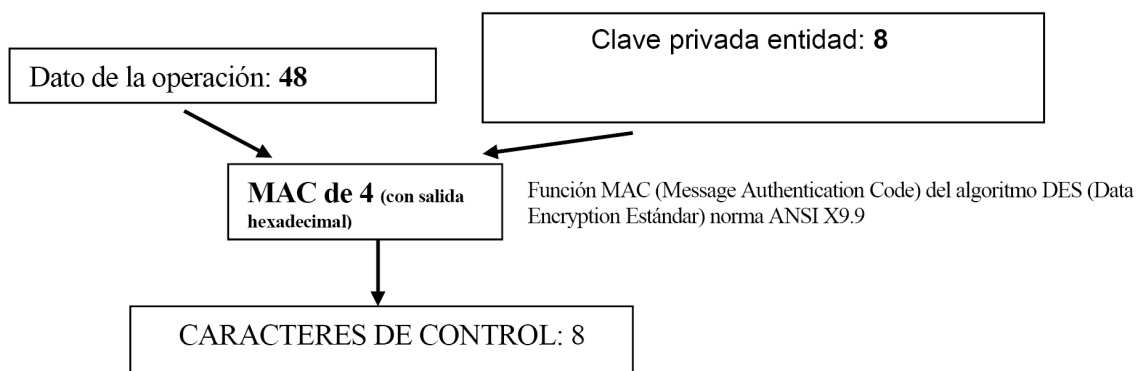 Clave privada entidad: 8
Dato de la operación: 48
MAC de 4 (con salida
hexadecimal)
Función MAC (Message Authentication Code) del algoritmo DES (Data
Encryption Estándar) norma ANSI X9.9
CARACTERES DE CONTROL: 8